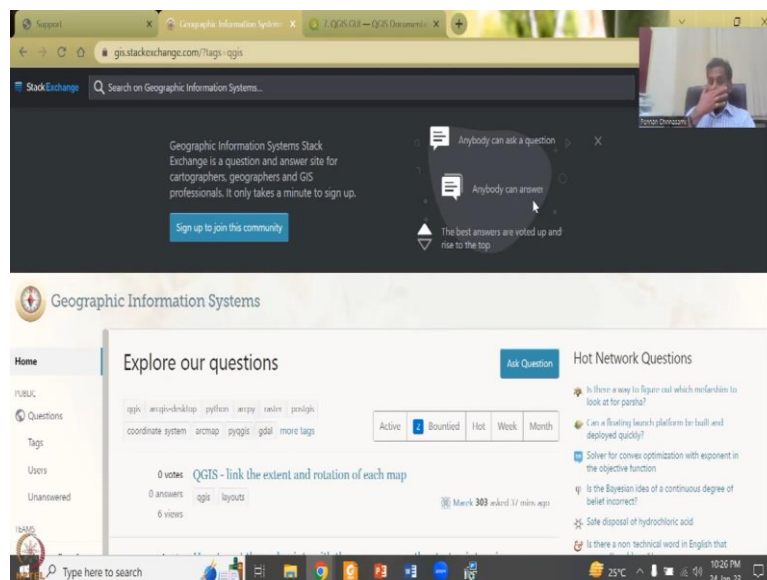 Support
Geographic Information System
7. QGIS GUI — QGIS Documents
gis.stackexchange.com/?tags=qgis
StackExchange
Search on Geographic Information Systems...
Geographic Information Systems Stack
Exchange is a question and answer site for
cartographers, geographers and GIS
professionals. It only takes a minute to sign up.
Sign up to join this community
Anybody can ask a question
Anybody can answer
The best answers are voted up and
rise to the top
Geographic Information Systems
Home
PUBLIC
Questions
Tags
Users
Unanswered
TEAMS
Explore our questions
Ask Question
qgis arcgis-desktop python arcpy raster postgis
coordinate system arcmap pyqgis gdal more tags
Active 2 Bountied Hot Week Month
0 votes
0 answers
6 views
QGIS - link the extent and rotation of each map
qgis layouts
Marek 303 asked 37 mins ago
Hot Network Questions
Is there a way to figure out which mefarshim to
look at for parsha?
Can a floating launch platform be built and
deployed quickly?
Solver for convex optimization with exponent in
the objective function
Is the Bayesian idea of a continuous degree of
belief incorrect?
Safe disposal of hydrochloric acid
Is there a non technical word in English that
NPTEL
Type here to search
25°C
10:26 PM